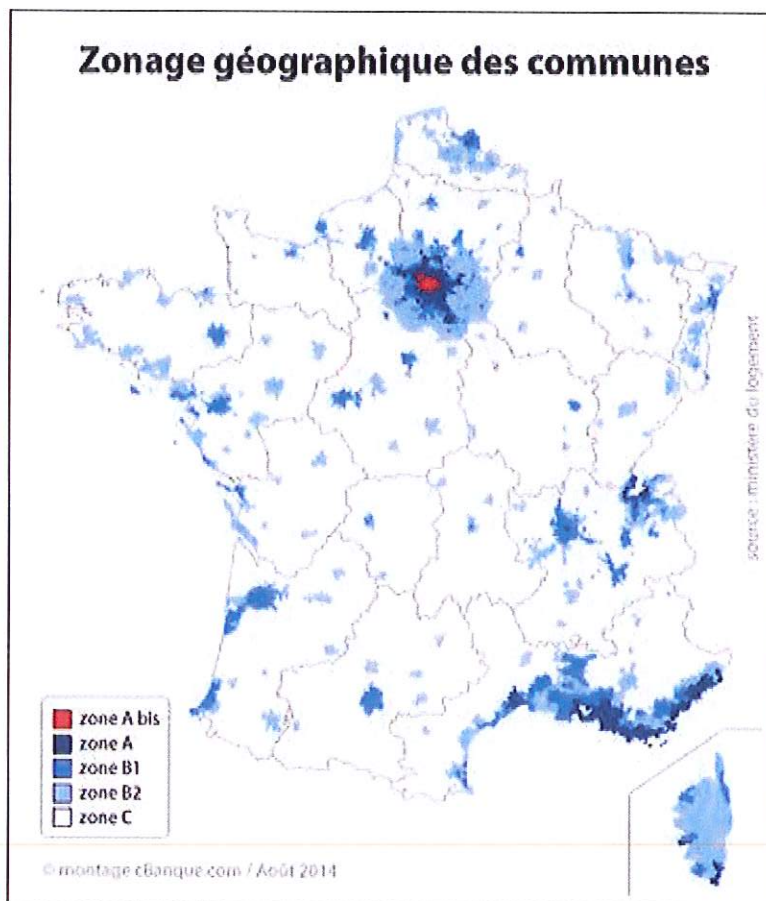 Zonage géographique des communes
source : ministère du logement
zone A bis
zone A
zone B1
zone B2
zone C
© montage cBanque.com / Août 2014